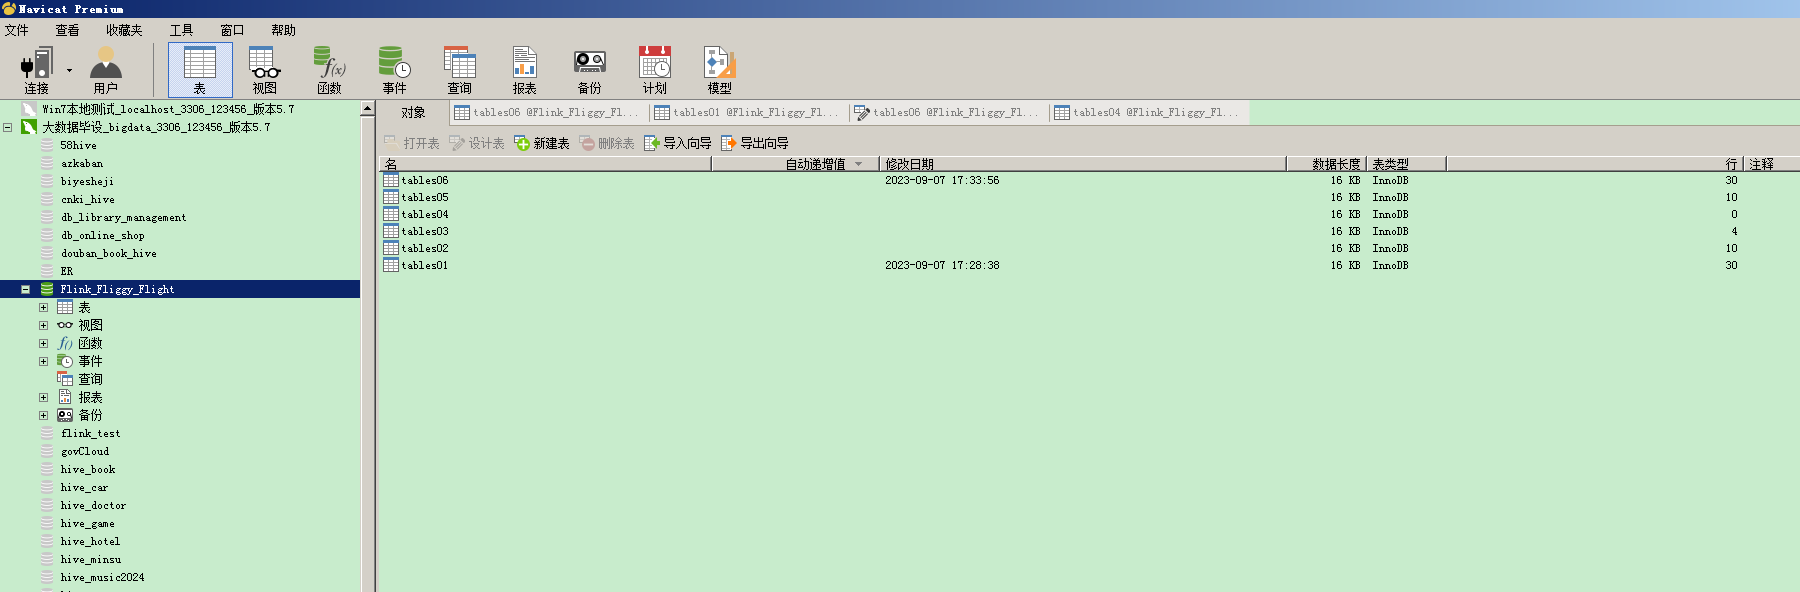 Navicat Premium
文件 查看 收藏夹 工具 窗口 帮助
连接 用户 表 视图 函数 事件 查询 报表 备份 计划 模型
Win7本地测试_localhost_3306_123456_版本5.7
大数据毕设_bigdata_3306_123456_版本5.7
58hive
azkaban
biyesheji
cnki_hive
db_library_management
db_online_shop
douban_book_hive
ER
Flink_Fliggy_Flight
表
视图
函数
事件
查询
报表
备份
flink_test
govCloud
hive_book
hive_car
hive_doctor
hive_game
hive_hotel
hive_minsu
hive_music2024
对象 tables06 @Flink_Fliggy_Fl... tables01 @Flink_Fliggy_Fl... tables06 @Flink_Fliggy_Fl... tables04 @Flink_Fliggy_Fl...
打开表 设计表 新建表 删除表 导入向导 导出向导
名 自动递增值 修改日期 数据长度 表类型 行 注释
tables06 2023-09-07 17:33:56 16 KB InnoDB 30
tables05 16 KB InnoDB 10
tables04 16 KB InnoDB 0
tables03 16 KB InnoDB 4
tables02 16 KB InnoDB 10
tables01 2023-09-07 17:28:38 16 KB InnoDB 30